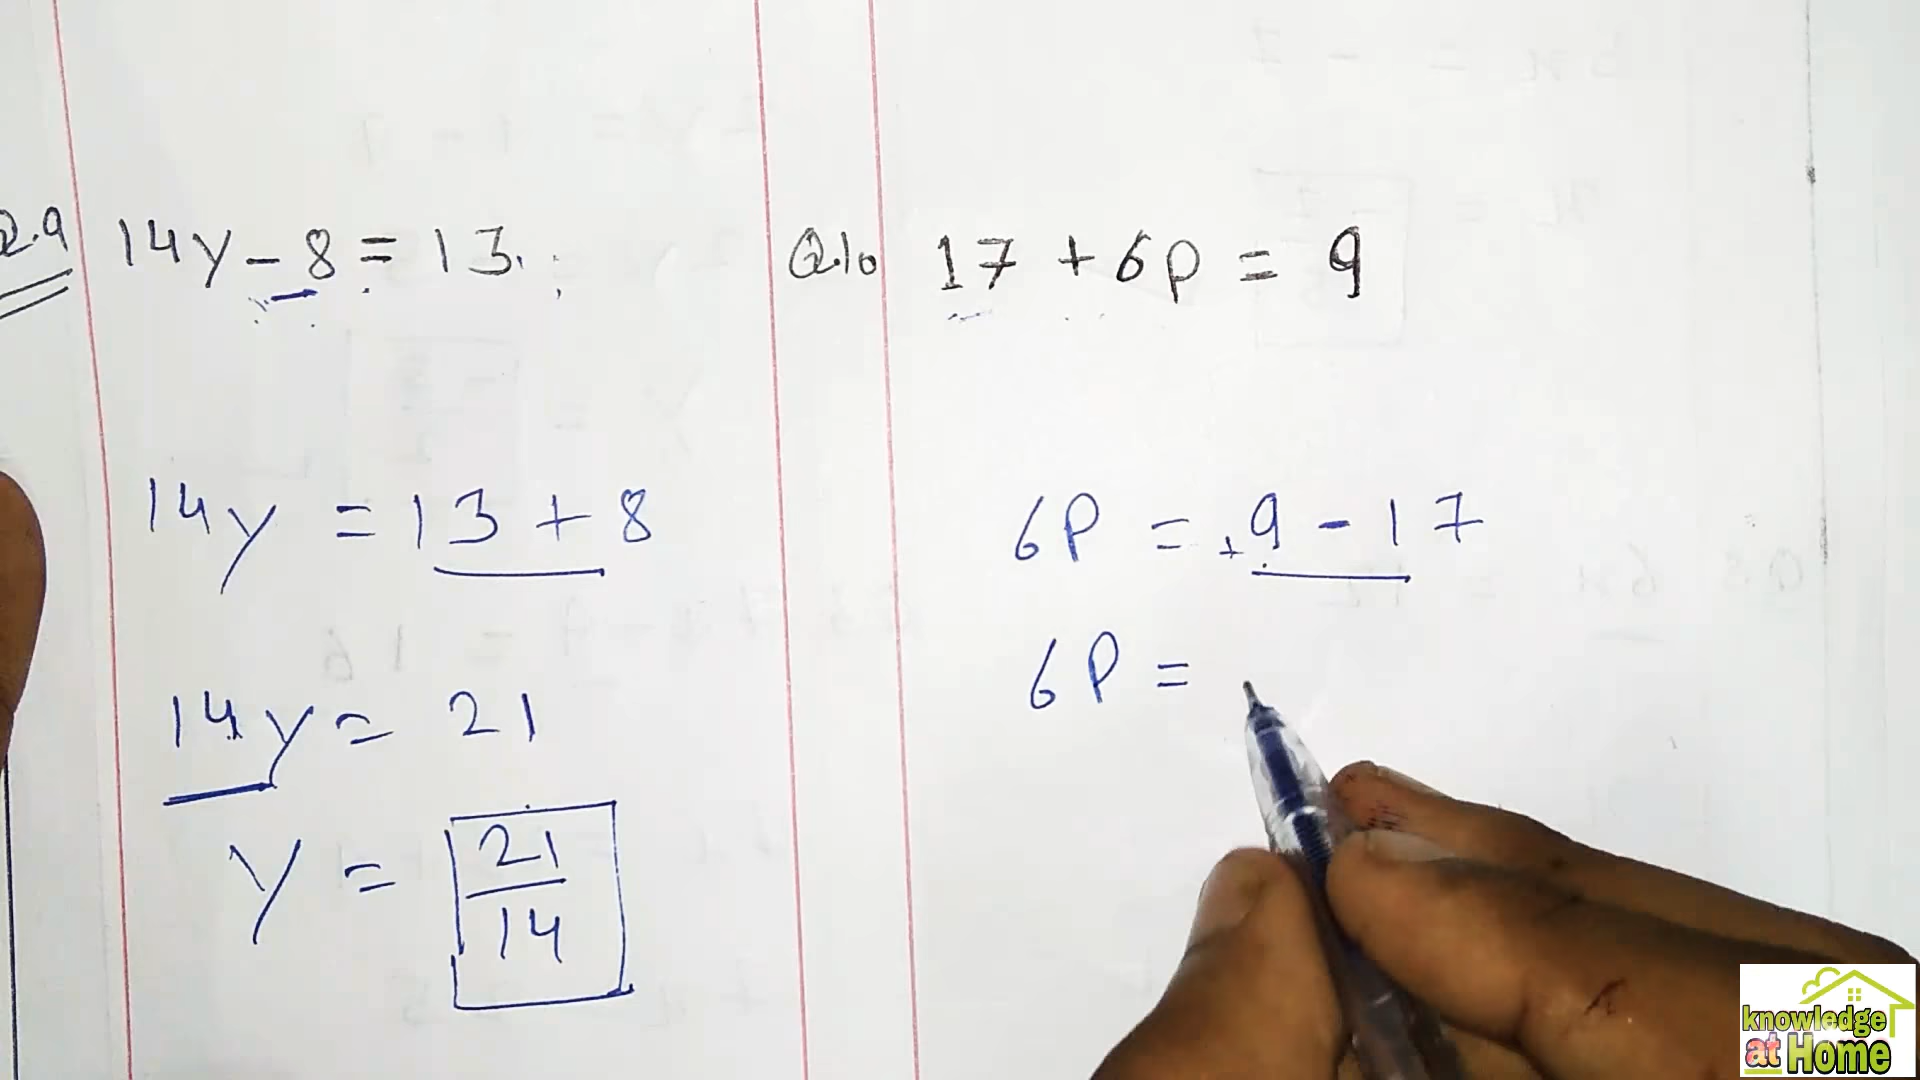 Q.9 14y - 8 = 13
14y = 13 + 8
14y = 21
y = 21/14
Q.10 17 + 6p = 9
6P = +9 - 17
6P =
knowledge
at Home